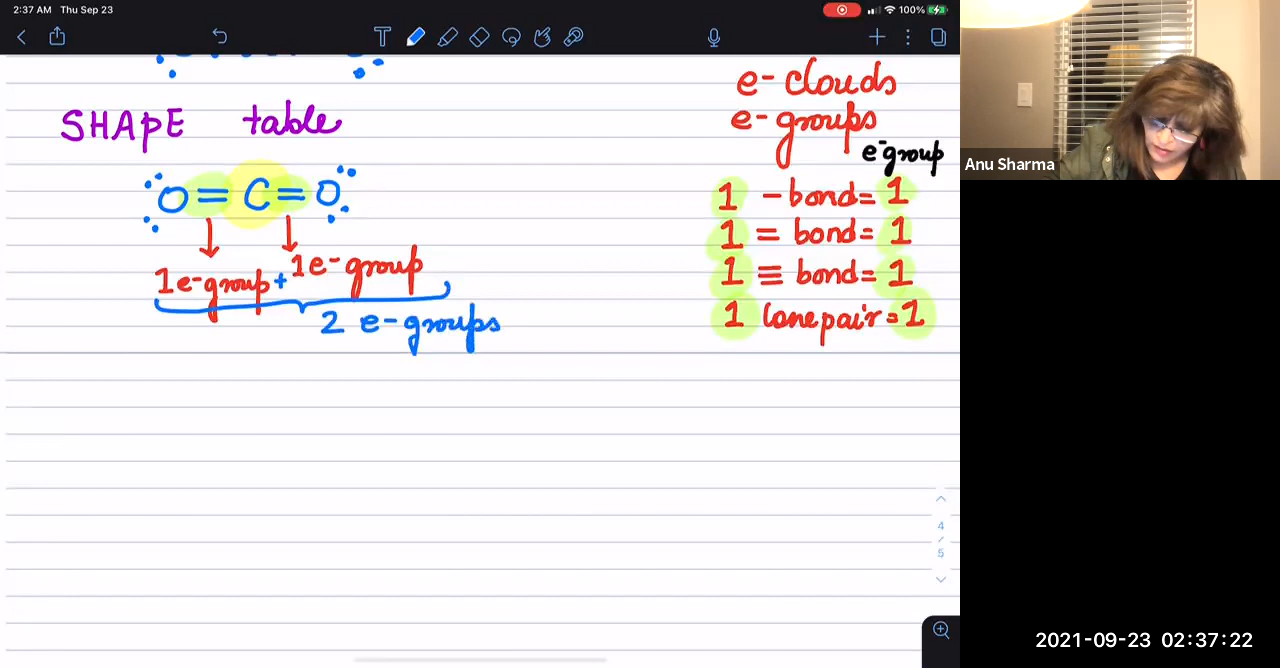 2:37 AM Thu Sep 23
100%
e- clouds
e- groups
SHAPE table
e- group
Anu Sharma
O = C = O
1 - bond = 1
1 = bond = 1
1e- group + 1e- group
1 ≡ bond = 1
2 e- groups
1 lone pair = 1
4
/
5
2021-09-23 02:37:22